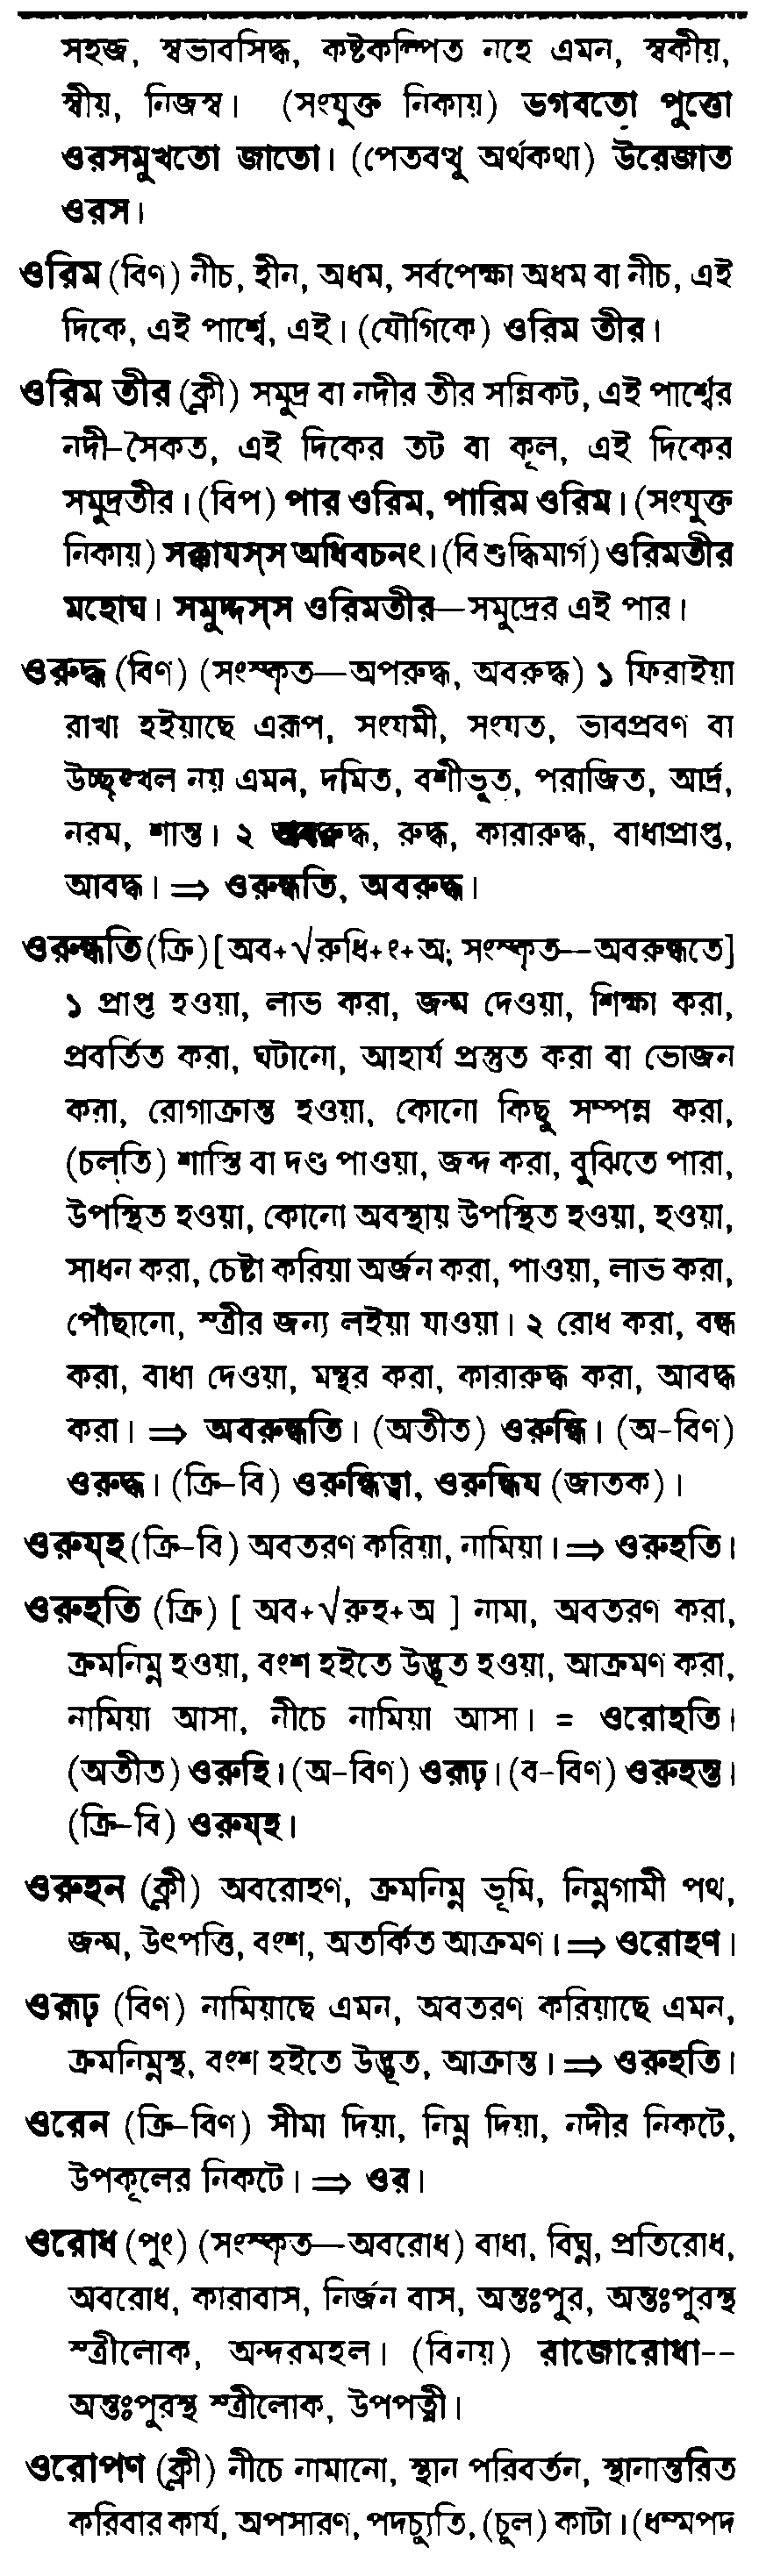 সহজ, স্বভাবসিদ্ধ, কষ্টকল্পিত নহে এমন, স্বকীয়,
স্বীয়, নিজস্ব। (সংযুক্ত নিকায়) ভগবতো পুত্তো
ওরসমুখতো জাতো। (পেতবত্থু অর্থকথা) উরেজাত
ওরস।
ওরিম (বিণ) নীচ, হীন, অধম, সর্বপেক্ষা অধম বা নীচ, এই
দিকে, এই পার্শ্বে, এই। (যৌগিকে) ওরিম তীর।
ওরিম তীর (ক্লী) সমুদ্র বা নদীর তীর সন্নিকট, এই পার্শ্বের
নদী-সৈকত, এই দিকের তট বা কূল, এই দিকের
সমুদ্রতীর। (বিপ) পার ওরিম, পারিম ওরিম। (সংযুক্ত
নিকায়) সক্কাযস্স অধিবচনং। (বিশুদ্ধিমার্গ) ওরিমতীর
মহোঘ। সমুদ্দস্স ওরিমতীর—সমুদ্রের এই পার।
ওরুদ্ধ (বিণ) (সংস্কৃত—অপরুদ্ধ, অবরুদ্ধ) ১ ফিরাইয়া
রাখা হইয়াছে এরূপ, সংযমী, সংযত, ভাবপ্রবণ বা
উচ্ছৃঙ্খল নয় এমন, দমিত, বশীভূত, পরাজিত, আর্দ্র,
নরম, শান্ত। ২ অবরুদ্ধ, রুদ্ধ, কারারুদ্ধ, বাধাপ্রাপ্ত,
আবদ্ধ। ⇒ ওরুন্ধতি, অবরুদ্ধ।
ওরুন্ধতি (ক্রি) [অব+√রুধি+ং+অ; সংস্কৃত--অবরুন্ধতে]
১ প্রাপ্ত হওয়া, লাভ করা, জন্ম দেওয়া, শিক্ষা করা,
প্রবর্তিত করা, ঘটানো, আহার্য প্রস্তুত করা বা ভোজন
করা, রোগাক্রান্ত হওয়া, কোনো কিছু সম্পন্ন করা,
(চলতি) শাস্তি বা দণ্ড পাওয়া, জব্দ করা, বুঝিতে পারা,
উপস্থিত হওয়া, কোনো অবস্থায় উপস্থিত হওয়া, হওয়া,
সাধন করা, চেষ্টা করিয়া অর্জন করা, পাওয়া, লাভ করা,
পৌঁছানো, স্ত্রীর জন্য লইয়া যাওয়া। ২ রোধ করা, বন্ধ
করা, বাধা দেওয়া, মন্থর করা, কারারুদ্ধ করা, আবদ্ধ
করা। ⇒ অবরুন্ধতি। (অতীত) ওরুন্ধি। (অ-বিণ)
ওরুদ্ধ। (ক্রি-বি) ওরুন্ধিত্বা, ওরুন্ধিয (জাতক)।
ওরুয্হ (ক্রি-বি) অবতরণ করিয়া, নামিয়া। ⇒ ওরুহতি।
ওরুহতি (ক্রি) [ অব+√রুহ+অ ] নামা, অবতরণ করা,
ক্রমনিম্ন হওয়া, বংশ হইতে উদ্ভূত হওয়া, আক্রমণ করা,
নামিয়া আসা, নীচে নামিয়া আসা। = ওরোহতি।
(অতীত) ওরুহি। (অ-বিণ) ওরূঢ়। (ব-বিণ) ওরুহন্ত।
(ক্রি-বি) ওরুয্হ।
ওরুহন (ক্লী) অবরোহণ, ক্রমনিম্ন ভূমি, নিম্নগামী পথ,
জন্ম, উৎপত্তি, বংশ, অতর্কিত আক্রমণ। ⇒ ওরোহণ।
ওরূঢ় (বিণ) নামিয়াছে এমন, অবতরণ করিয়াছে এমন,
ক্রমনিম্নস্থ, বংশ হইতে উদ্ভূত, আক্রান্ত। ⇒ ওরুহতি।
ওরেন (ক্রি-বিণ) সীমা দিয়া, নিম্ন দিয়া, নদীর নিকটে,
উপকূলের নিকটে। ⇒ ওর।
ওরোধ (পুং) (সংস্কৃত—অবরোধ) বাধা, বিঘ্ন, প্রতিরোধ,
অবরোধ, কারাবাস, নির্জন বাস, অন্তঃপুর, অন্তঃপুরস্থ
স্ত্রীলোক, অন্দরমহল। (বিনয়) রাজোরোধা--
অন্তঃপুরস্থ স্ত্রীলোক, উপপত্নী।
ওরোপণ (ক্লী) নীচে নামানো, স্থান পরিবর্তন, স্থানান্তরিত
করিবার কার্য, অপসারণ, পদচ্যুতি, (চুল) কাটা। (ধম্মপদ